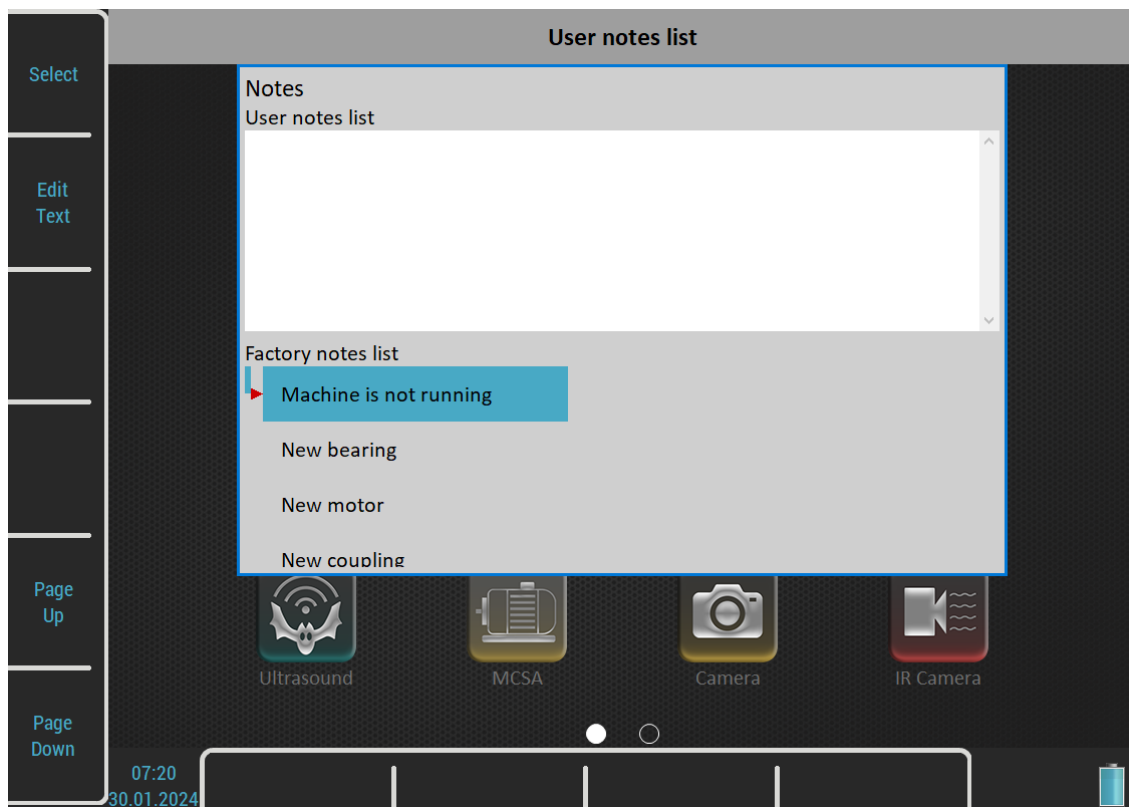 User notes list
Select
Edit
Text
Page
Up
Page
Down
Notes
User notes list
Factory notes list
Machine is not running
New bearing
New motor
New coupling
Ultrasound
MCSA
Camera
IR Camera
07:20
30.01.2024